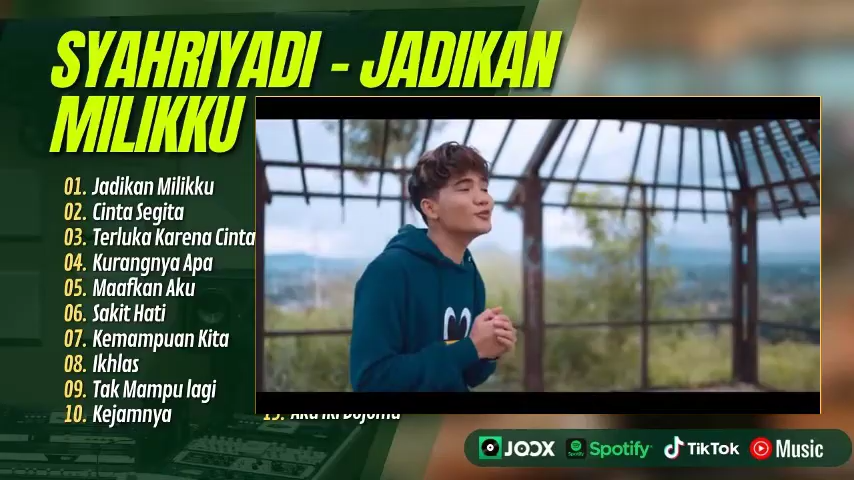 SYAHRIYADI - JADIKAN
MILIKKU
01. Jadikan Milikku
02. Cinta Segita
03. Terluka Karena Cinta
04. Kurangnya Apa
05. Maafkan Aku
06. Sakit Hati
07. Kemampuan Kita
08. Ikhlas
09. Tak Mampu lagi
10. Kejamnya
JOOX Spotify Spotify TikTok Music